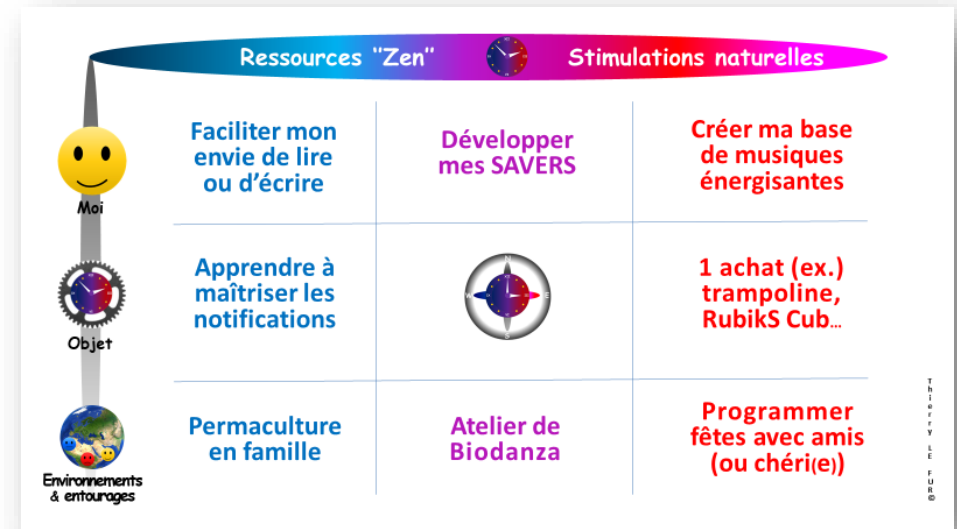 Ressources "Zen"
Stimulations naturelles
Moi
Faciliter mon
envie de lire
ou d'écrire
Développer
mes SAVERS
Créer ma base
de musiques
énergisantes
Objet
Apprendre à
maîtriser les
notifications
1 achat (ex.)
trampoline,
RubikS Cub...
Environnements
& entourages
Permaculture
en famille
Atelier de
Biodanza
Programmer
fêtes avec amis
(ou chéri(e))
Thierry LE FUR©